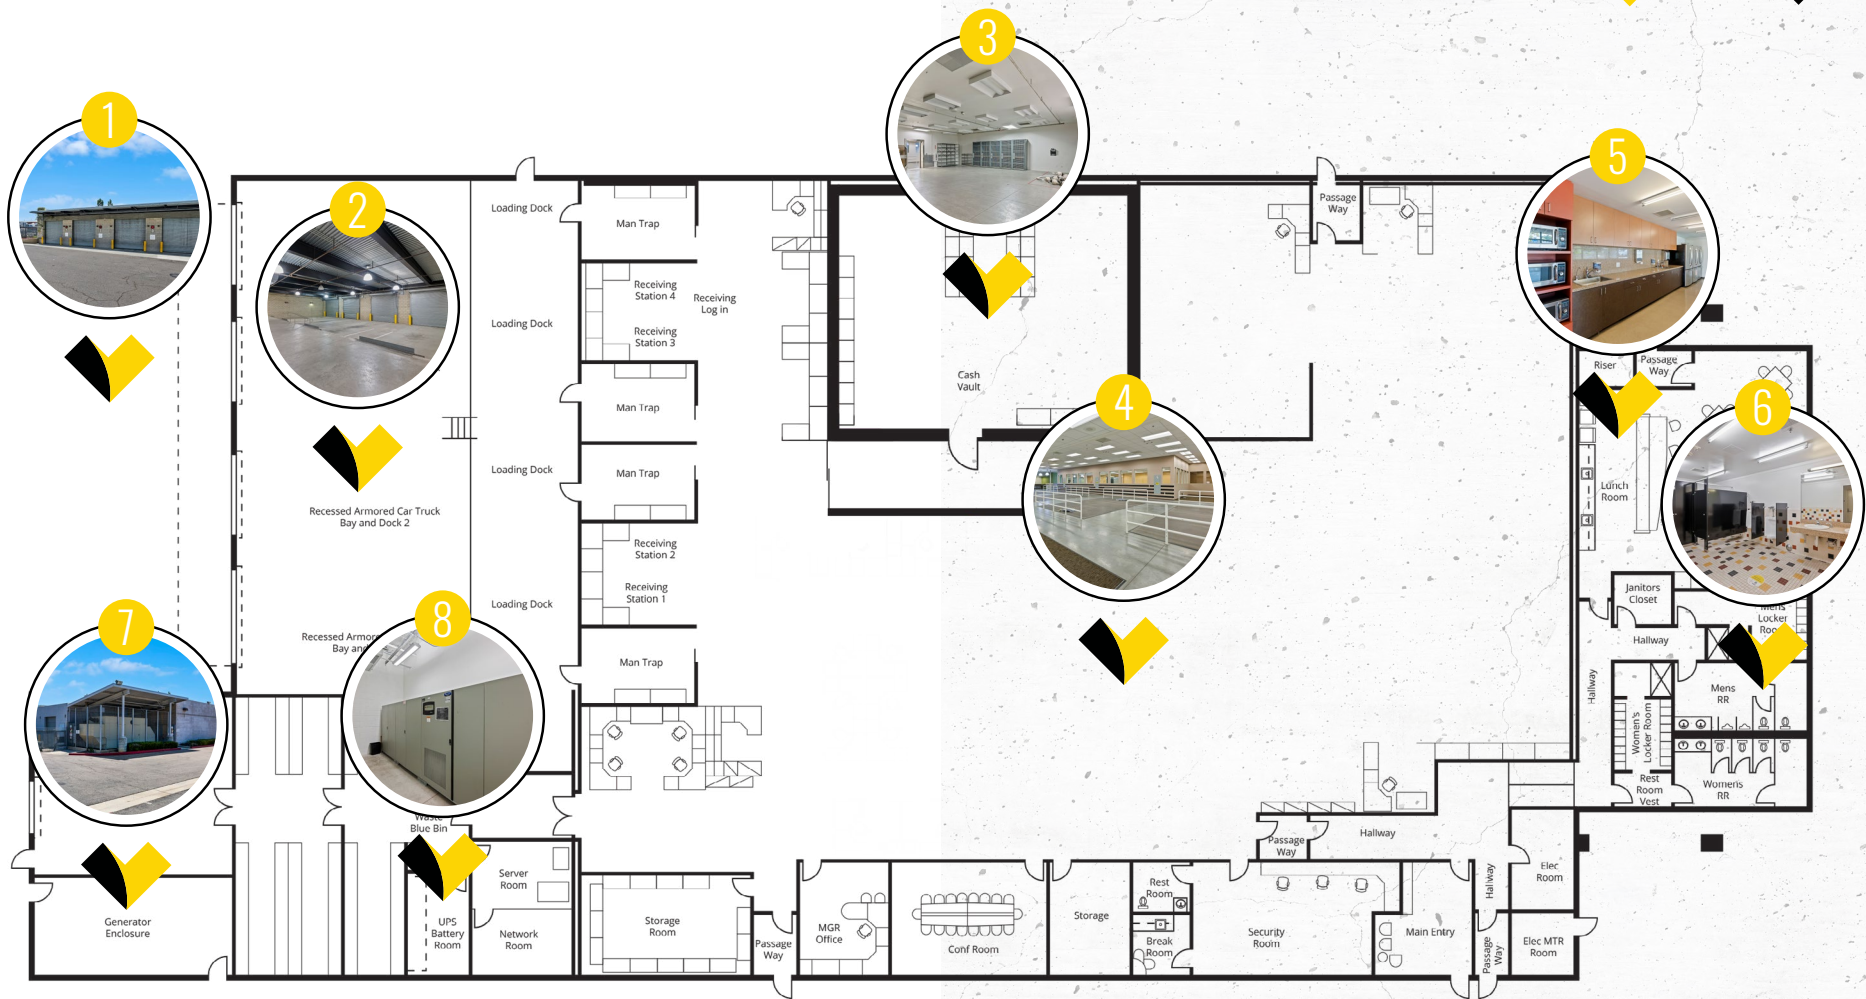 3
1
5
2
Loading Dock
Man Trap
Passage
Way
Receiving
Station 4
Receiving
Log in
Loading Dock
Receiving
Station 3
Cash
Vault
Riser
Passage
Way
4
6
Man Trap
Loading Dock
Man Trap
Lunch
Room
Recessed Armored Car Truck
Bay and Dock 2
Receiving
Station 2
Receiving
Station 1
Janitors
Closet
Loading Dock
7
8
Mens
Locker
Hallway
Recessed
Bay
Man Trap
Hallway
Mens
RR
Women's
Locker Room
Rest
Room
Vest
Womens
RR
Waste
Blue Bin
Hallway
Passage
Way
Server
Room
Elec
Room
Hallway
Rest
Room
Generator
Enclosure
UPS
Battery
Room
Network
Room
Storage
Room
Passage
Way
MGR
Office
Conf Room
Storage
Break
Room
Security
Room
Main Entry
Passage
Way
Elec MTR
Room